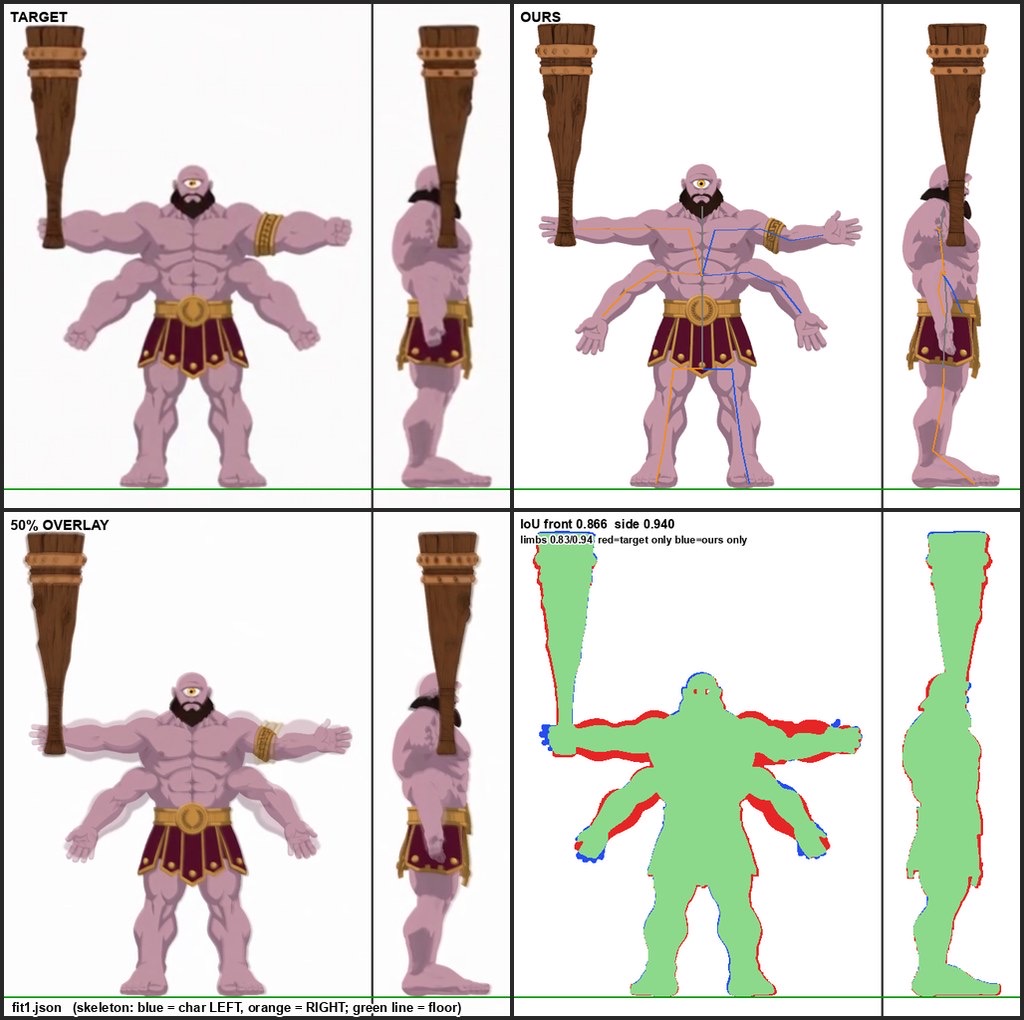 TARGET
OURS
50% OVERLAY
IoU front 0.866  side 0.940
limbs 0.83/0.94  red=target only blue=ours only
fit1.json   (skeleton: blue = char LEFT, orange = RIGHT; green line = floor)